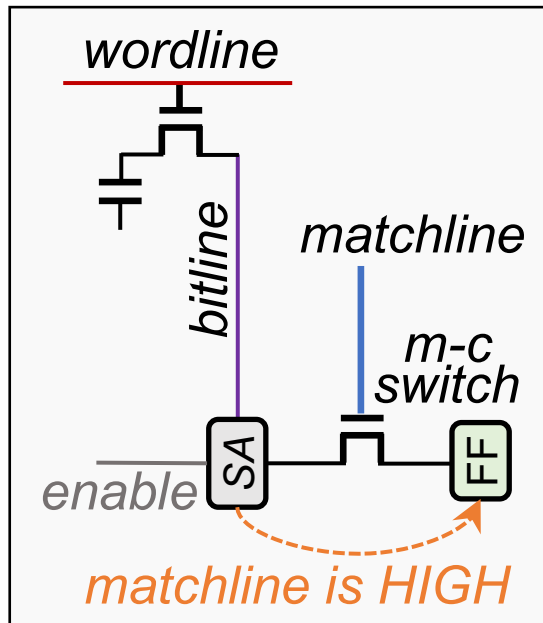 wordline
bitline
matchline
m-c
switch
SA
FF
enable
matchline is HIGH